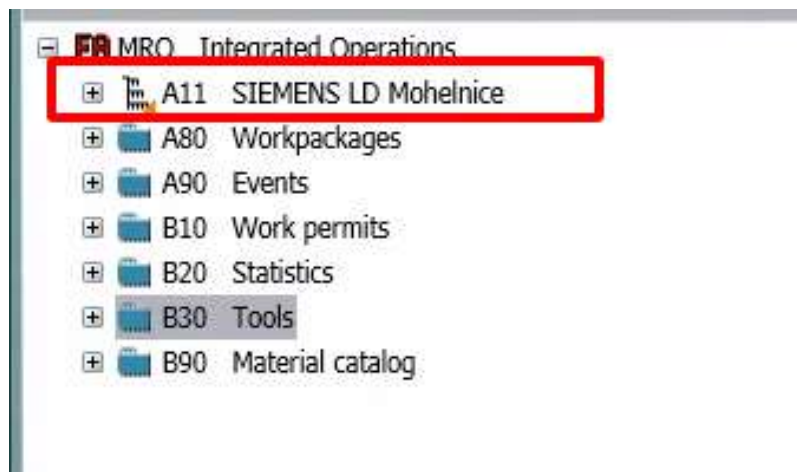 MRO Integrated Operations
A11 SIEMENS LD Mohelnice
A80 Workpackages
A90 Events
B10 Work permits
B20 Statistics
B30 Tools
B90 Material catalog